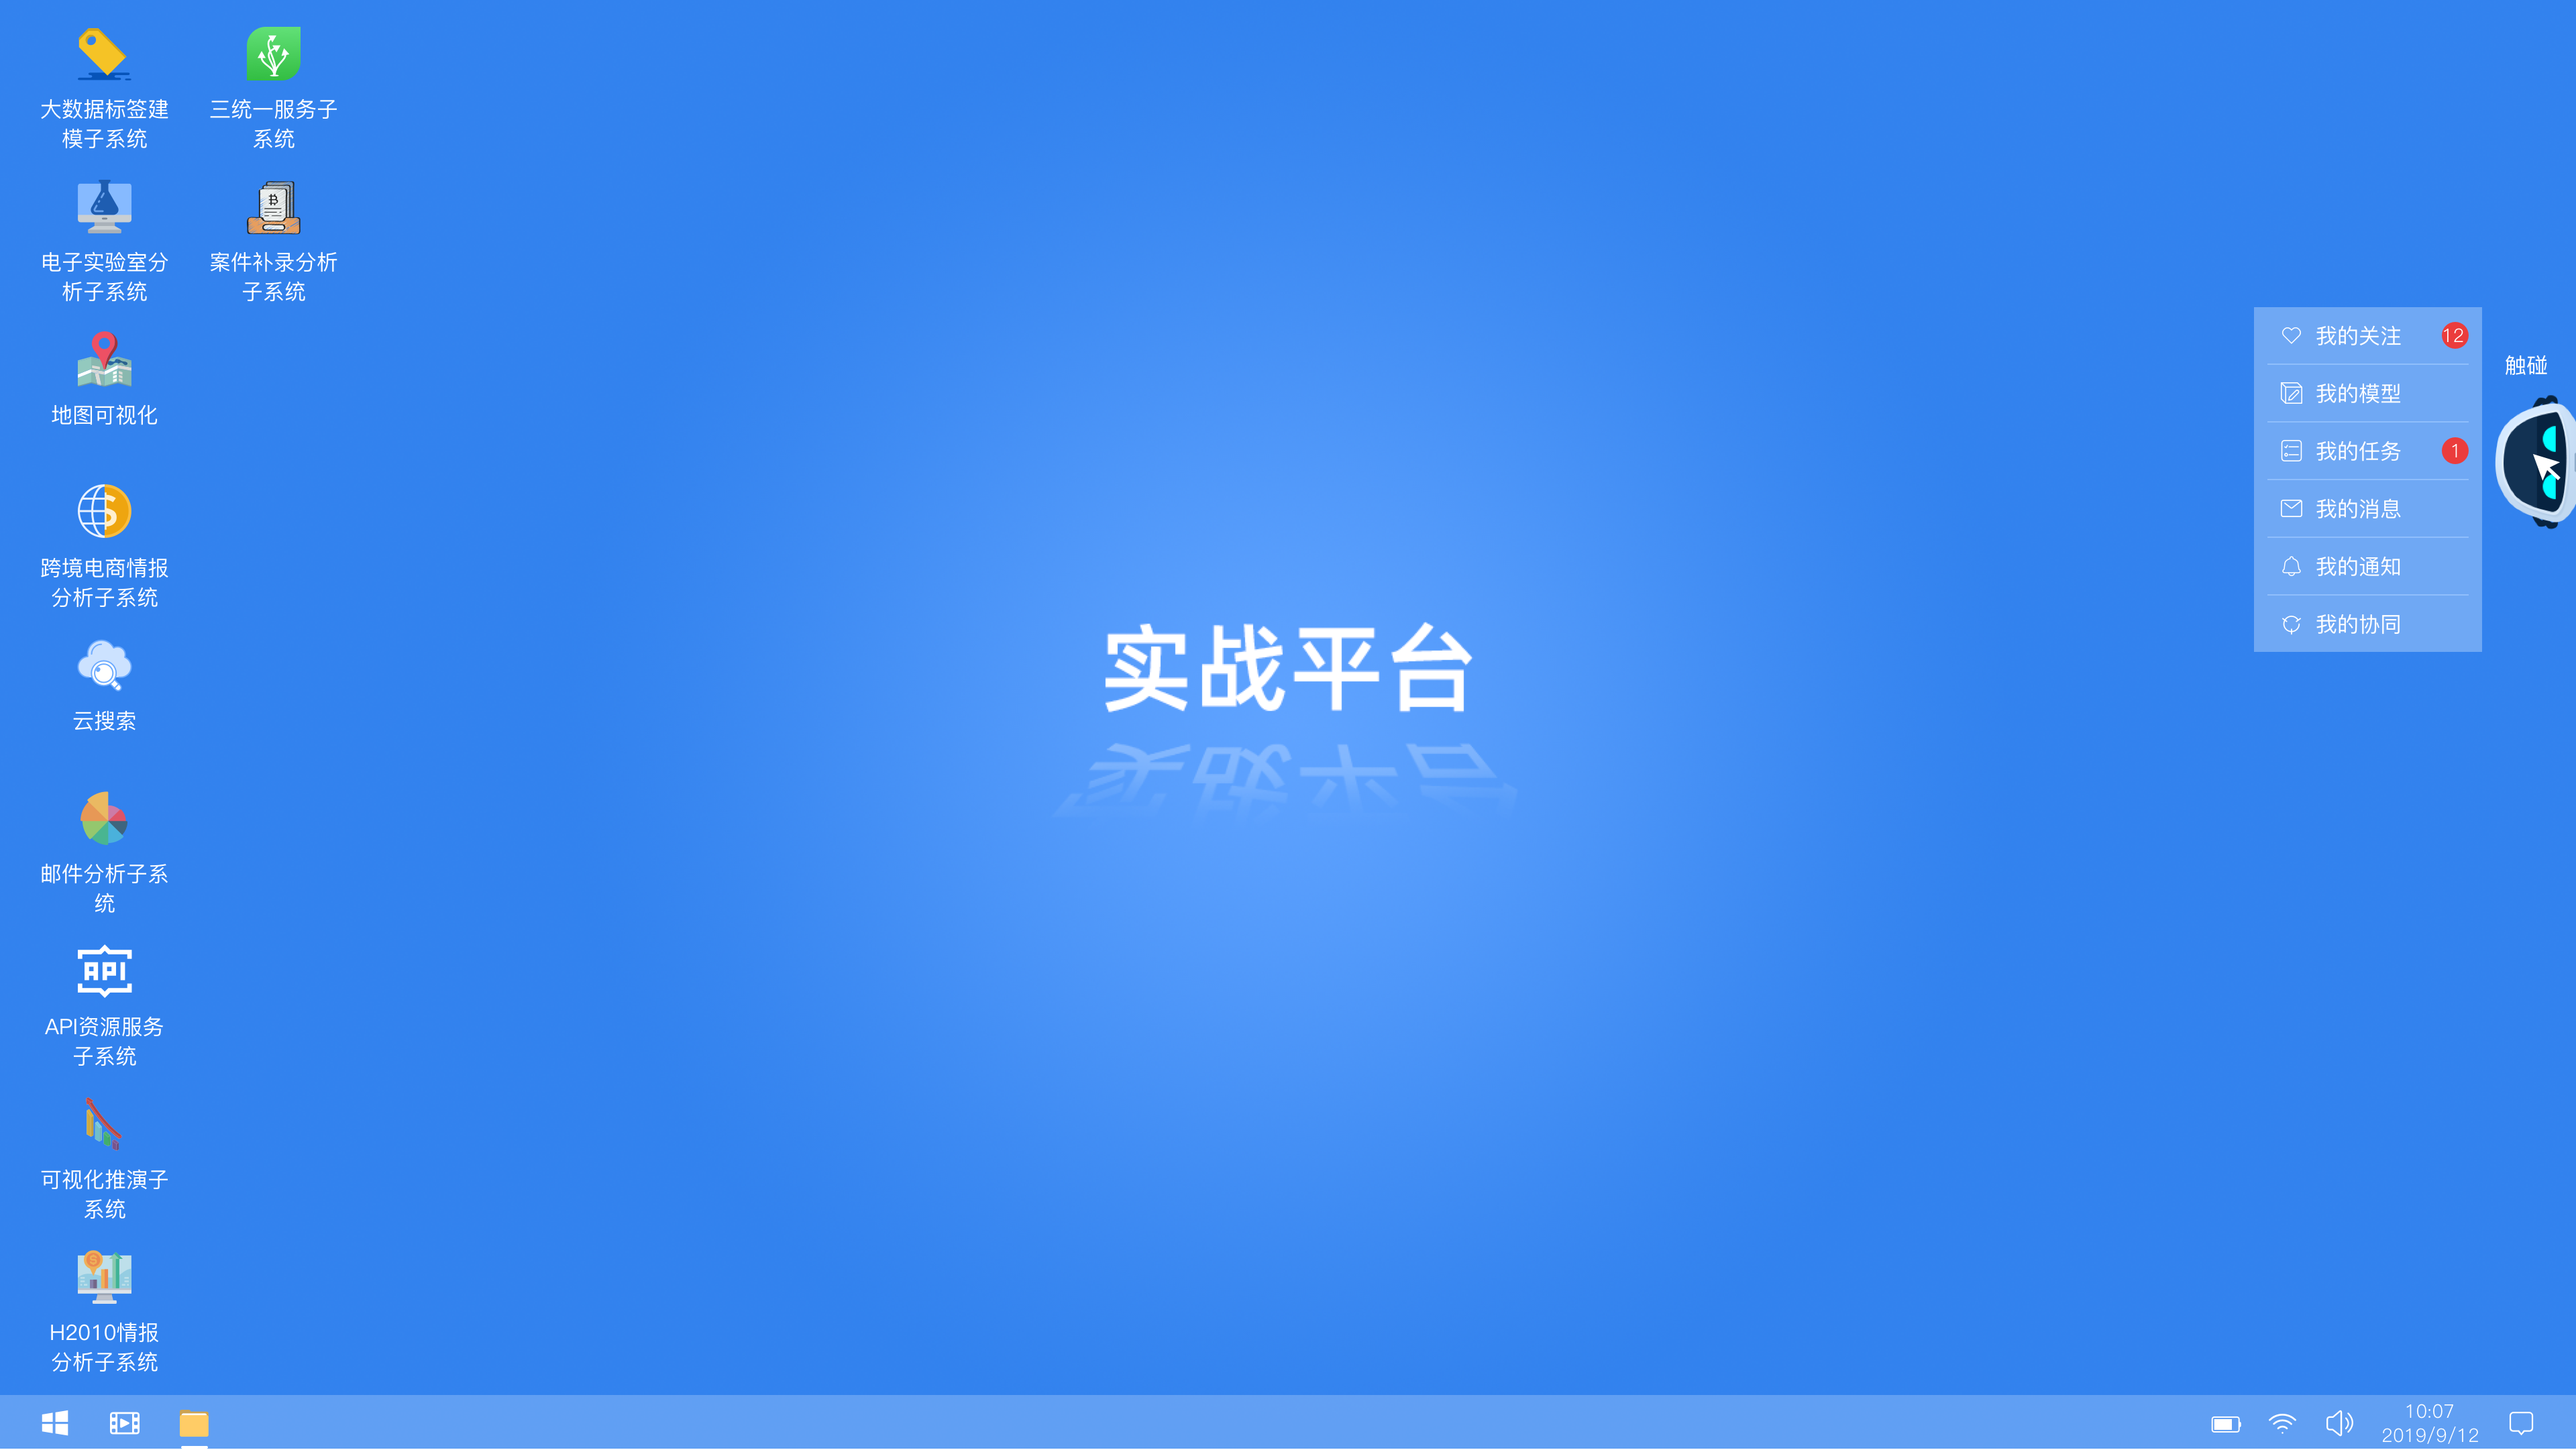 大数据标签建
模子系统
三统一服务子
系统
电子实验室分
析子系统
案件补录分析
子系统
地图可视化
跨境电商情报
分析子系统
云搜索
邮件分析子系
统
API
API资源服务
子系统
可视化推演子
系统
H2010情报
分析子系统
实战平台
我的关注 12
我的模型
我的任务 1
我的消息
我的通知
我的协同
触碰
10:07
2019/9/12